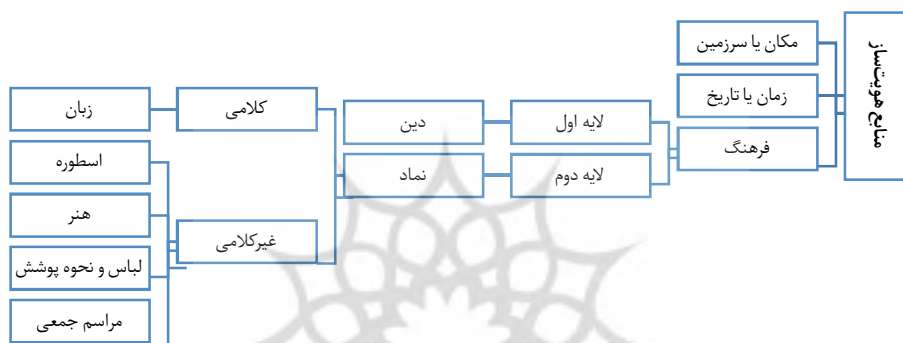 منابع هویت‌ساز
مکان یا سرزمین
زمان یا تاریخ
فرهنگ
لایه اول
لایه دوم
دین
نماد
کلامی
غیرکلامی
زبان
اسطوره
هنر
لباس و نحوه پوشش
مراسم جمعی